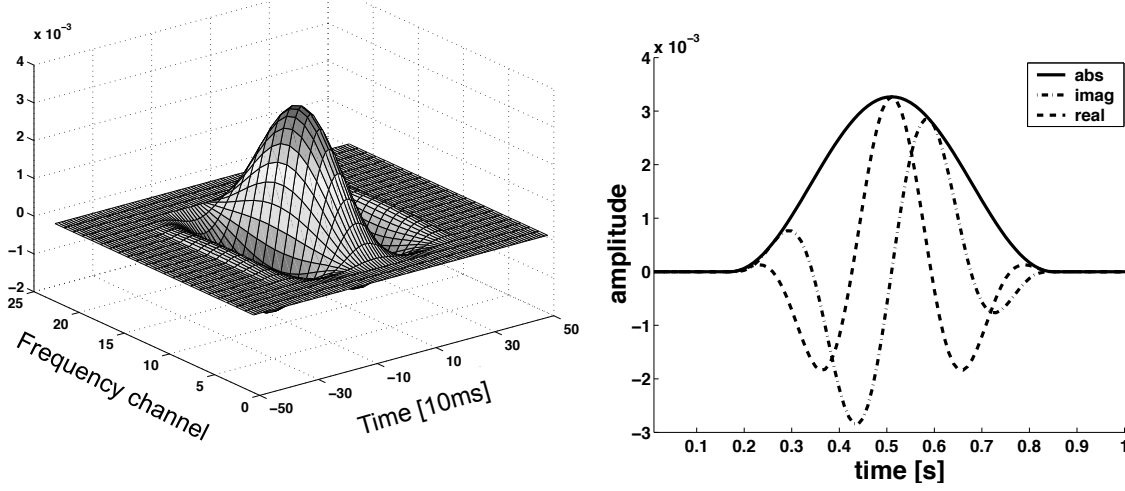 x 10⁻³
4
3
2
1
0
−1
−2
25
20
15
10
5
0
Frequency channel
−50
−30
−10
10
30
50
Time [10ms]
x 10⁻³
4
3
2
1
0
−1
−2
−3
amplitude
0.1 0.2 0.3 0.4 0.5 0.6 0.7 0.8 0.9 1
time [s]
abs
imag
real